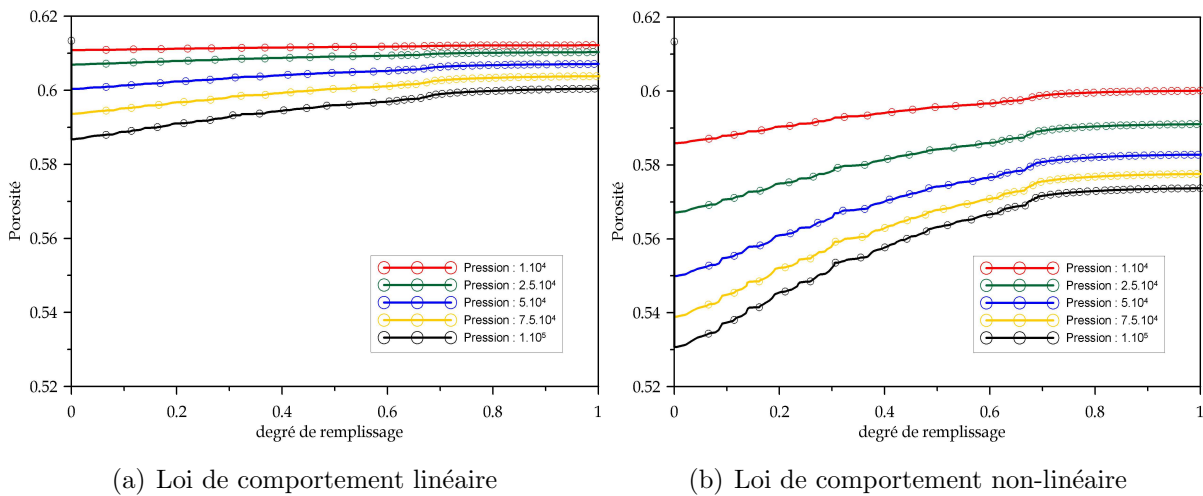 0.62
0.6
0.58
0.56
0.54
0.52
Porosité
0
0.2
0.4
0.6
0.8
1
degré de remplissage
Pression : 1.10⁴
Pression : 2.5.10⁴
Pression : 5.10⁴
Pression : 7.5.10⁴
Pression : 1.10⁵
(a) Loi de comportement linéaire
0.62
0.6
0.58
0.56
0.54
0.52
Porosité
0
0.2
0.4
0.6
0.8
1
degré de remplissage
Pression : 1.10⁴
Pression : 2.5.10⁴
Pression : 5.10⁴
Pression : 7.5.10⁴
Pression : 1.10⁵
(b) Loi de comportement non-linéaire